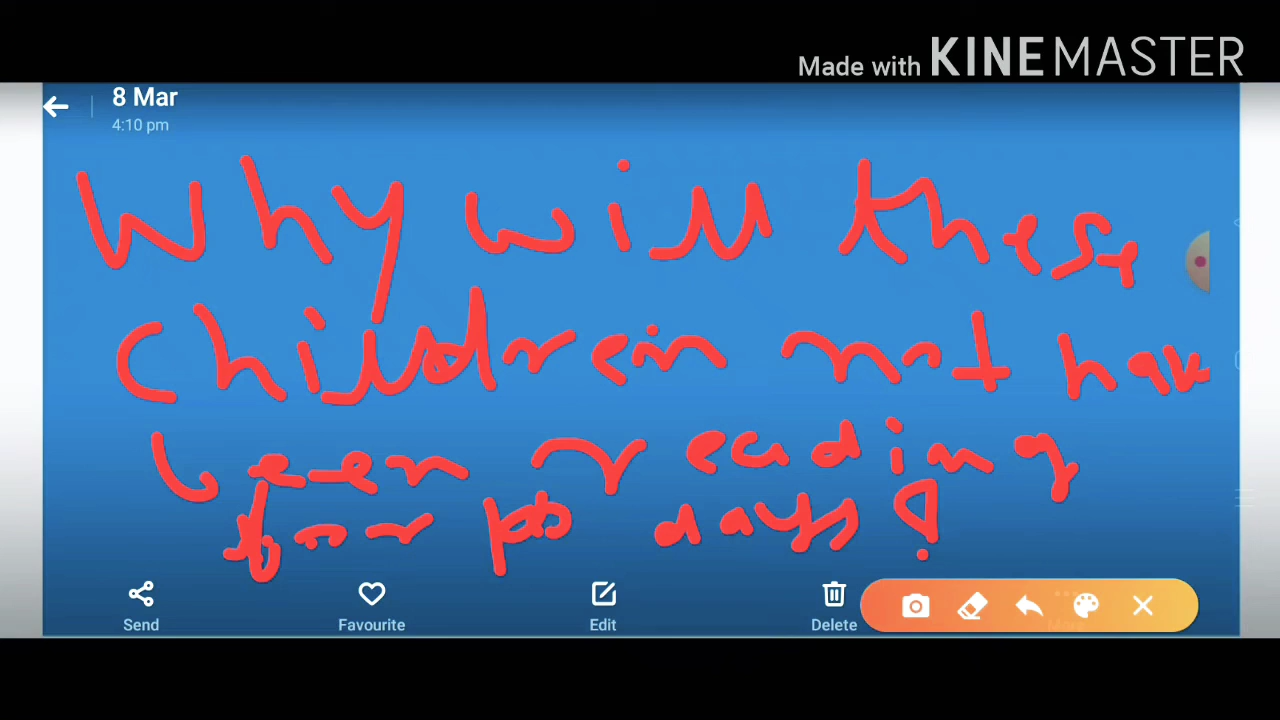 Made with KINEMASTER
8 Mar
4:10 pm
Why will these
children not have
been reading
for days?
Send
Favourite
Edit
Delete